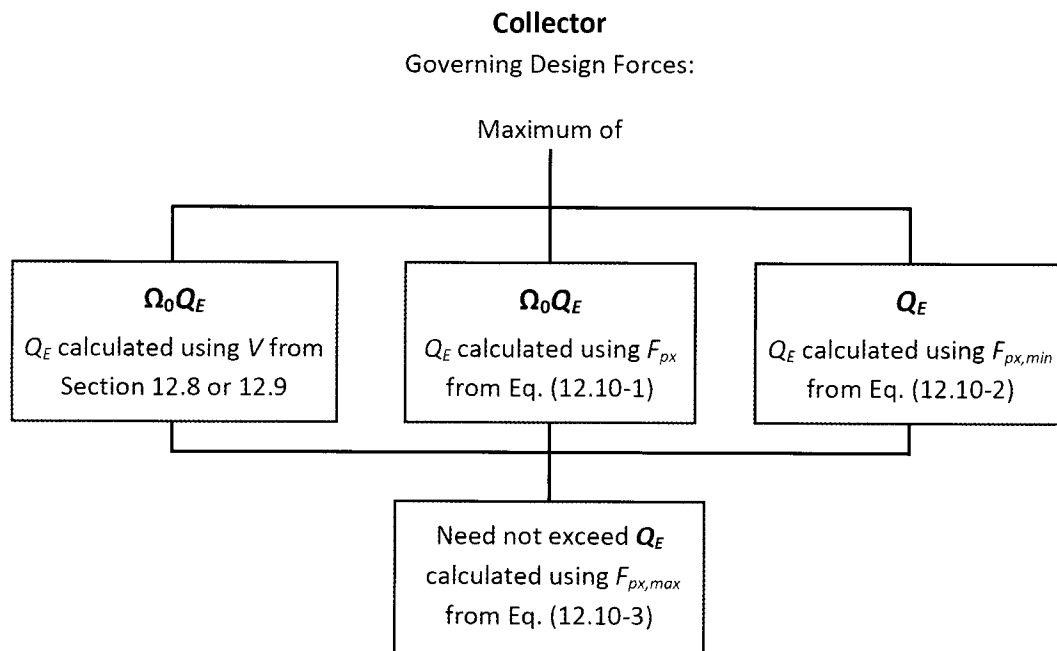 Collector
Governing Design Forces:
Maximum of
Ω₀Q_E
Q_E calculated using V from
Section 12.8 or 12.9
Ω₀Q_E
Q_E calculated using F_px
from Eq. (12.10-1)
Q_E
Q_E calculated using F_px,min
from Eq. (12.10-2)
Need not exceed Q_E
calculated using F_px,max
from Eq. (12.10-3)